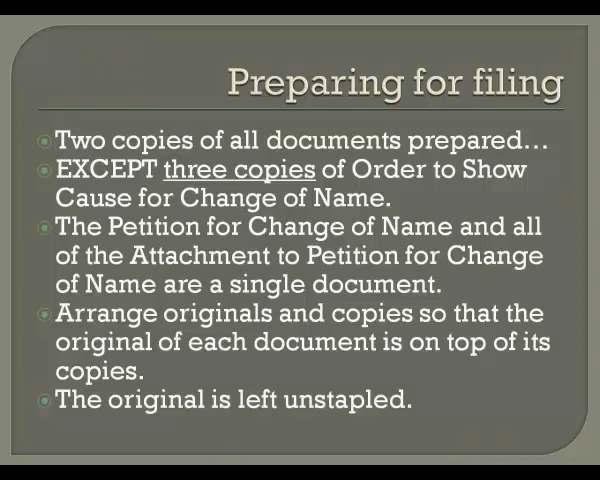 Preparing for filing
Two copies of all documents prepared…
EXCEPT three copies of Order to Show
Cause for Change of Name.
The Petition for Change of Name and all
of the Attachment to Petition for Change
of Name are a single document.
Arrange originals and copies so that the
original of each document is on top of its
copies.
The original is left unstapled.